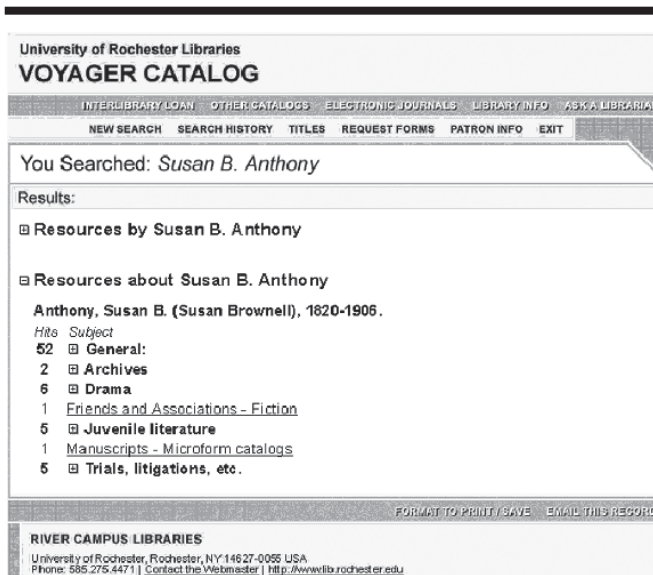 University of Rochester Libraries
VOYAGER CATALOG
INTERLIBRARY LOAN OTHER CATALOGS ELECTRONIC JOURNALS LIBRARY INFO ASK A LIBRARIAN
NEW SEARCH SEARCH HISTORY TITLES REQUEST FORMS PATRON INFO EXIT
You Searched: Susan B. Anthony
Results:
Resources by Susan B. Anthony
Resources about Susan B. Anthony
Anthony, Susan B. (Susan Brownell), 1820-1906.
Hits Subject
52 General:
2 Archives
6 Drama
1 Friends and Associations - Fiction
5 Juvenile literature
1 Manuscripts - Microform catalogs
5 Trials, litigations, etc.
FORMAT TO PRINT / SAVE EMAIL THIS RECORD
RIVER CAMPUS LIBRARIES
University of Rochester, Rochester, NY 14627-0055 USA
Phone: 585.275.4471 | Contact the Webmaster | http://www.lib.rochester.edu